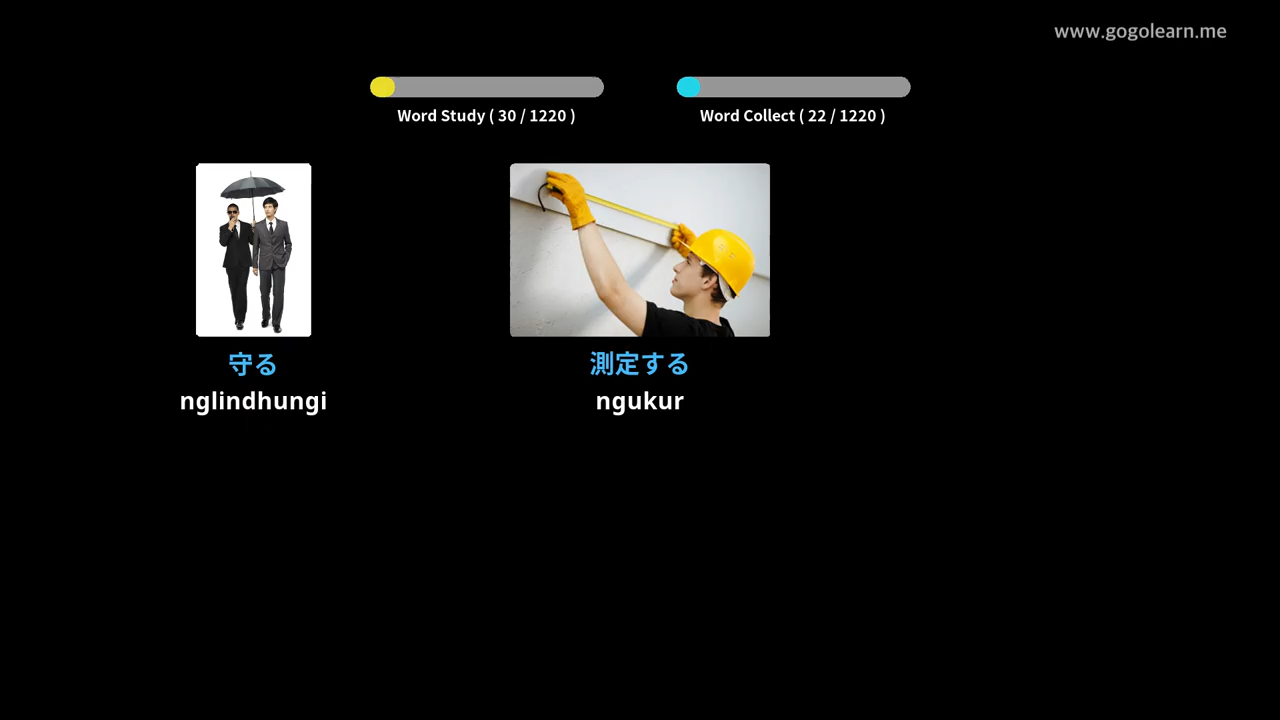 www.gogolearn.me
Word Study ( 30 / 1220 )
Word Collect ( 22 / 1220 )
守る
nglindhungi
測定する
ngukur